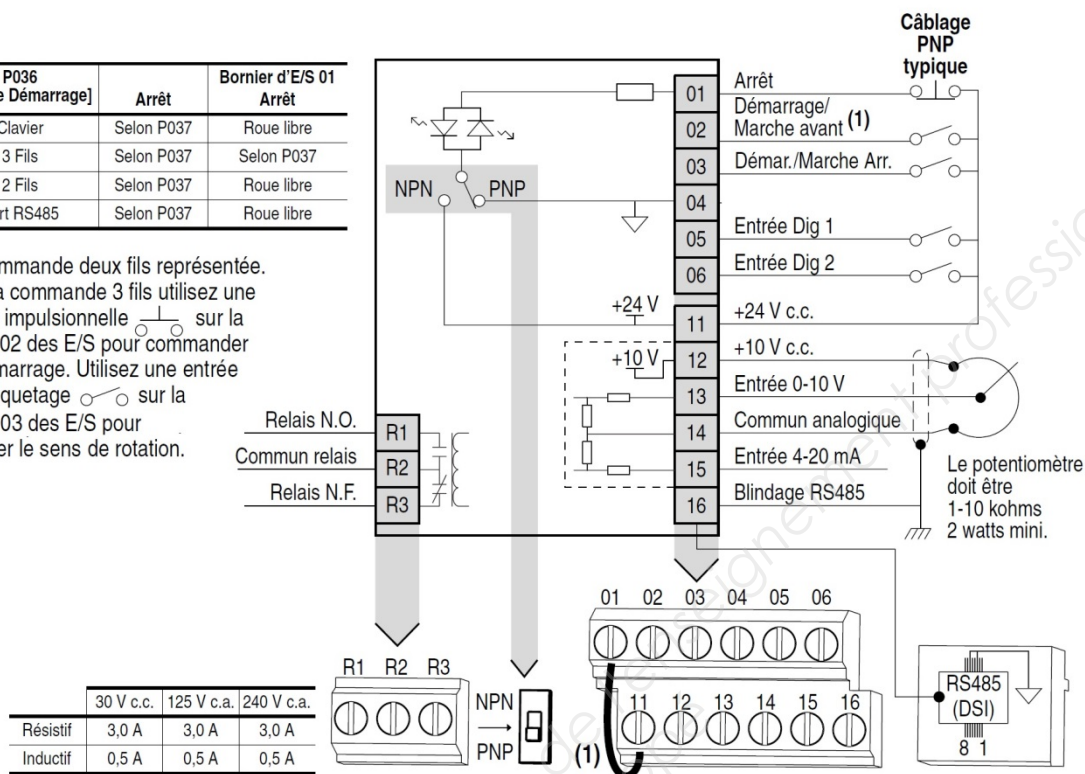 Câblage
PNP
typique
P036
e Démarrage]
Arrêt
Bornier d'E/S 01
Arrêt
Clavier
Selon P037
Roue libre
3 Fils
Selon P037
Selon P037
2 Fils
Selon P037
Roue libre
rt RS485
Selon P037
Roue libre
mmande deux fils représentée.
a commande 3 fils utilisez une
impulsionnelle sur la
02 des E/S pour commander
marrage. Utilisez une entrée
quetage sur la
03 des E/S pour
er le sens de rotation.
NPN
PNP
+24 V
+10 V
01
02
03
04
05
06
11
12
13
14
15
16
Arrêt
Démarrage/
Marche avant (1)
Démar./Marche Arr.
Entrée Dig 1
Entrée Dig 2
+24 V c.c.
+10 V c.c.
Entrée 0-10 V
Commun analogique
Entrée 4-20 mA
Blindage RS485
Le potentiomètre
doit être
1-10 kohms
2 watts mini.
Relais N.O.
R1
Commun relais
R2
Relais N.F.
R3
R1 R2 R3
NPN
PNP
01 02 03 04 05 06
11 12 13 14 15 16
(1)
RS485
(DSI)
8 1
30 V c.c. 125 V c.a. 240 V c.a.
Résistif 3,0 A 3,0 A 3,0 A
Inductif 0,5 A 0,5 A 0,5 A
de l'enseignement professio